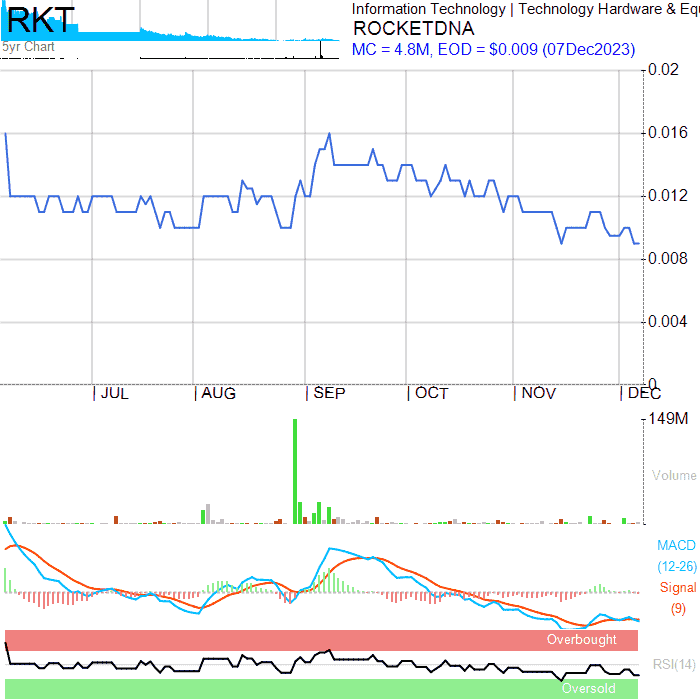 RKT
Information Technology | Technology Hardware & Equ
ROCKETDNA
5yr Chart
MC = 4.8M, EOD = $0.009 (07Dec2023)
0.02
0.016
0.012
0.008
0.004
0
JUL AUG SEP OCT NOV DEC
149M
Volume
MACD
(12-26)
Signal
(9)
Overbought
RSI(14)
Oversold